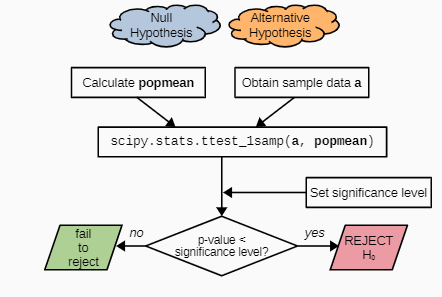 Null
Hypothesis
Alternative
Hypothesis
Calculate popmean
Obtain sample data a
scipy.stats.ttest_1samp(a, popmean)
Set significance level
p-value <
significance level?
no
yes
fail
to
reject
REJECT
H₀